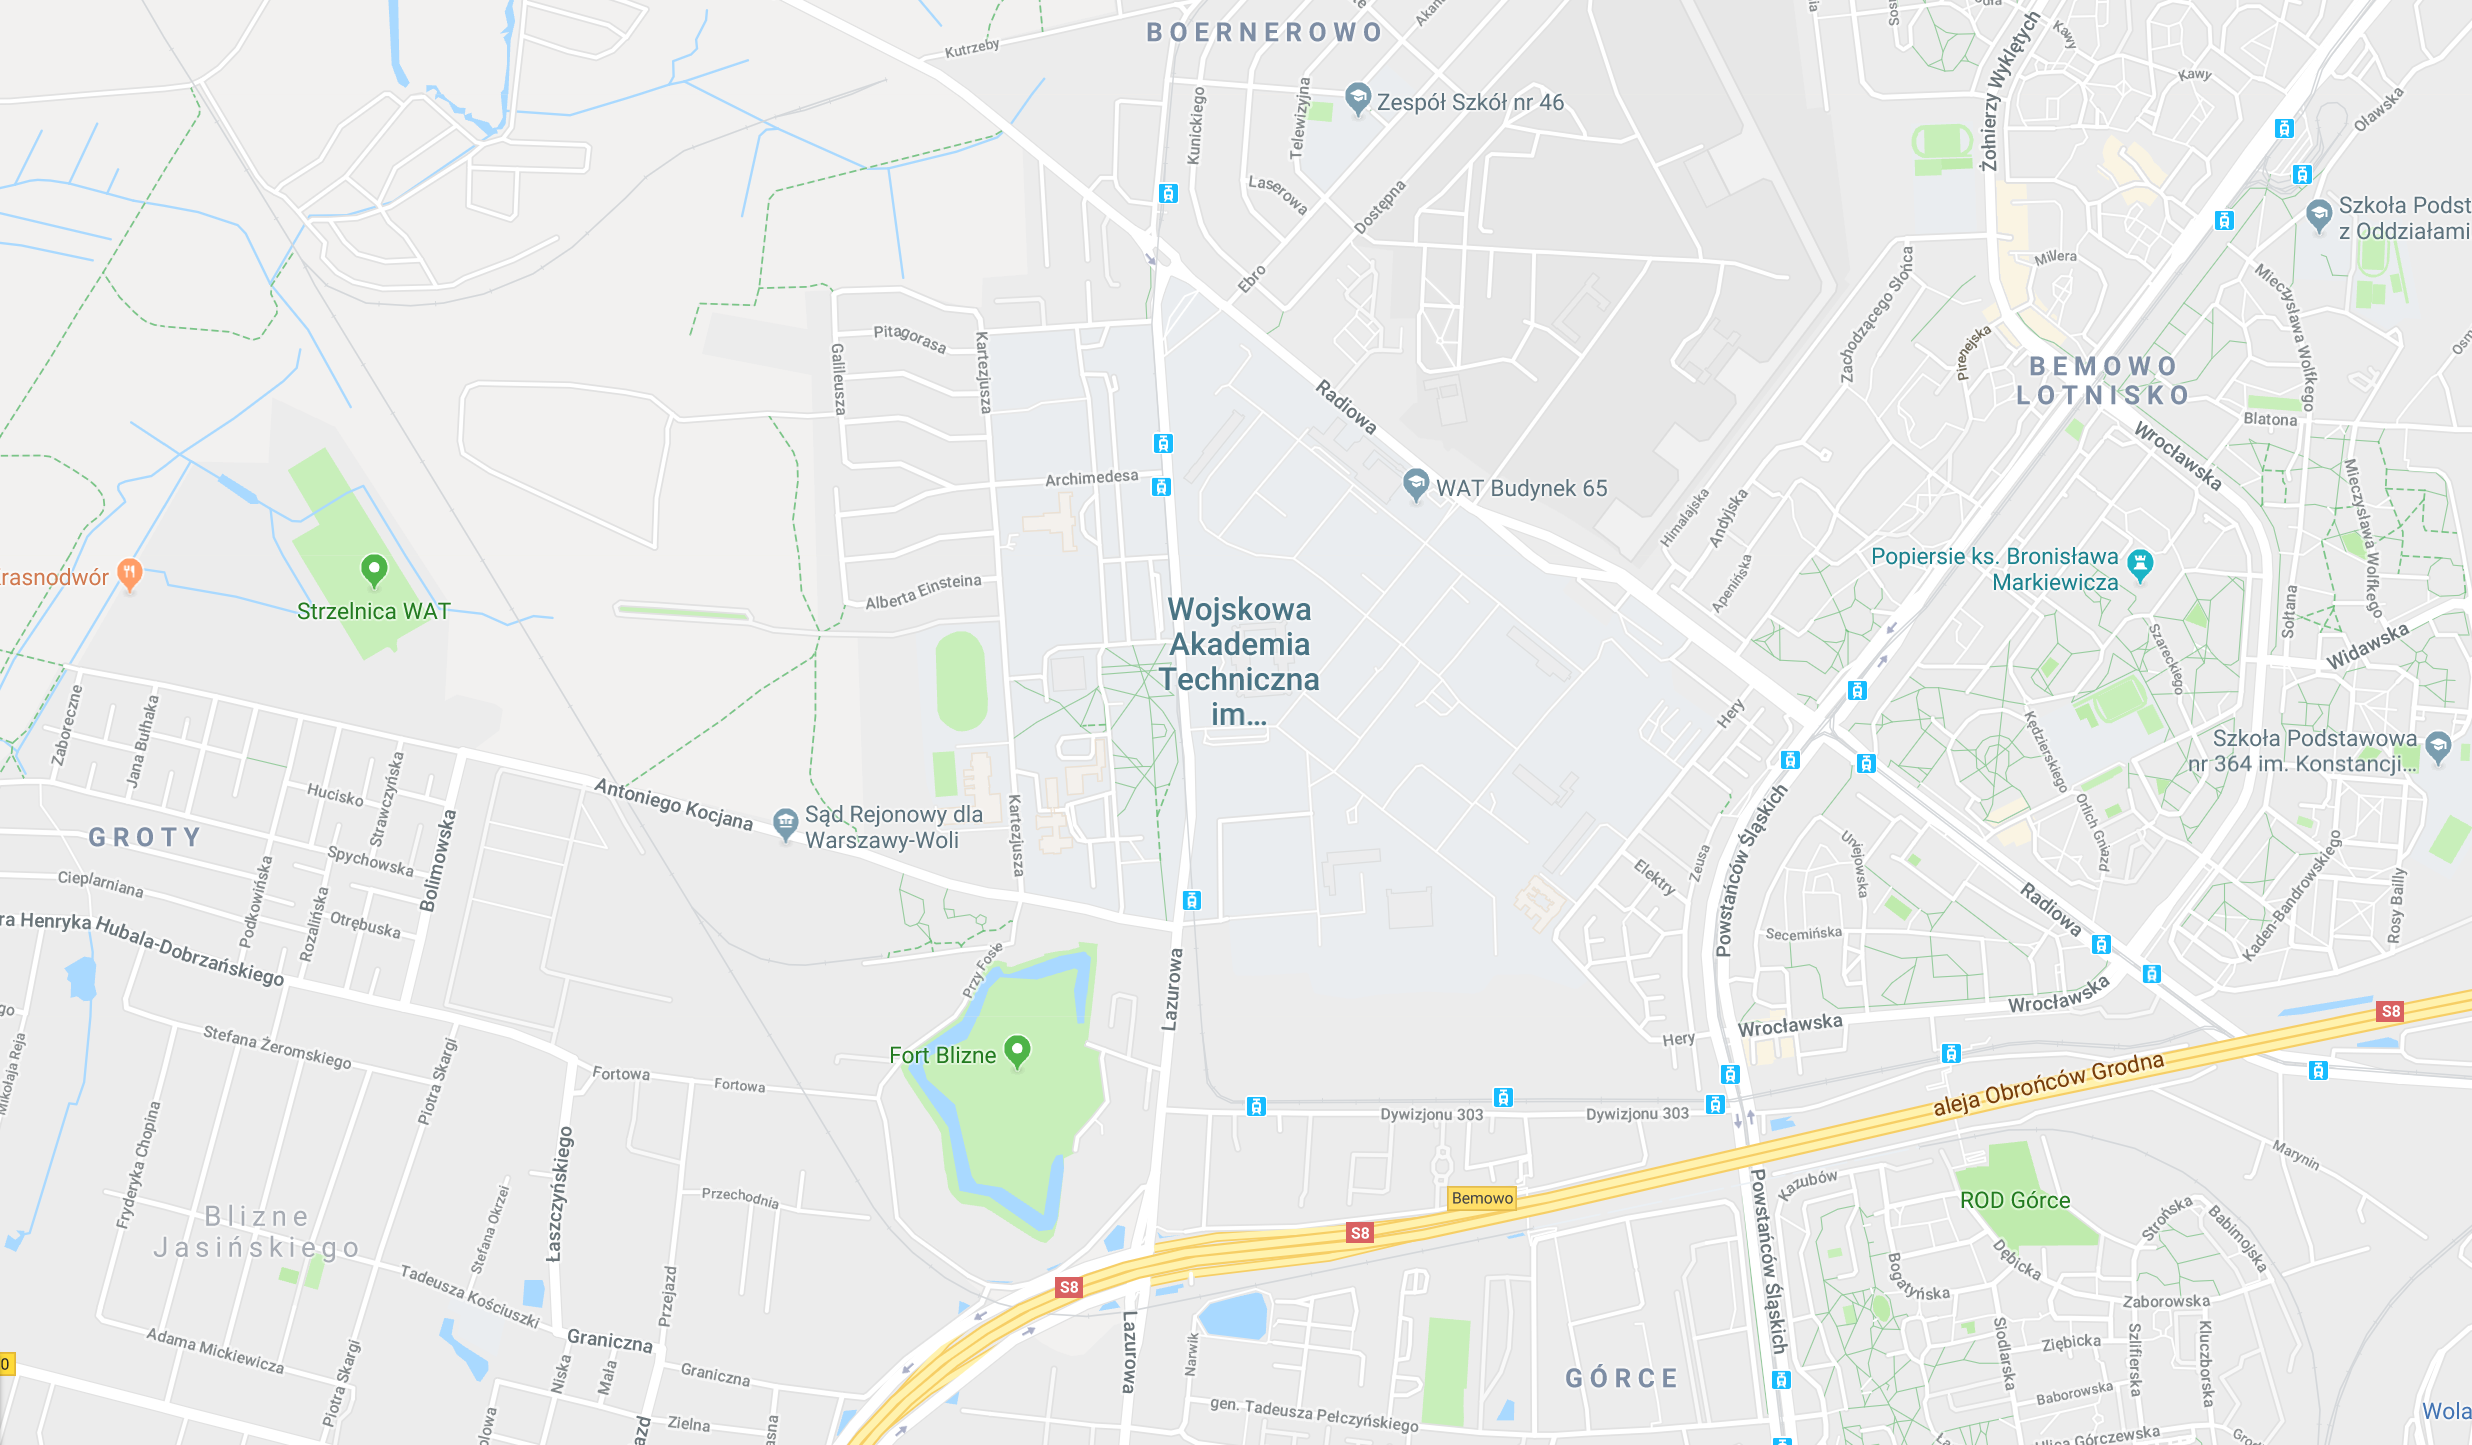 BOERNEROWO
Kutrzeby
Kawy
Kawy
Żołnierzy Wyklętych
Oławska
Zespół Szkół nr 46
Kunickiego
Telewizyjna
Laserowa
Dostępna
Ebro
Szkoła Podst
z Oddziałami
Mieczysława Wolfkego
Zachodzącego Słońca
Pirenejska
Pitagorasa
Galileusza
Kartezjusza
BEMOWO
LOTNISKO
Radiowa
Blatona
Wrocławska
Archimedesa
WAT Budynek 65
Himalajska
Andyjska
Apenińska
Mieczysława Wolfkego
Popiersie ks. Bronisława
Markiewicza
rasnodwór
Strzelnica WAT
Alberta Einsteina
Wojskowa
Akademia
Techniczna
im...
Sołtana
Widawska
Szareckiego
Zaboreczne
Jana Bułhaka
Hery
Kędzierskiego
Szkoła Podstawowa
nr 364 im. Konstancji...
Hucisko
Strawczyńska
Antoniego Kocjana
Bolimowska
Sąd Rejonowy dla
Warszawy-Woli
Kartezjusza
GROTY
Spychowska
Cieplarniana
Podkowińska
Rozalińska
Otrębuska
ra Henryka Hubala-Dobrzańskiego
Powstańców Śląskich
Zeusa
Elektry
Uniejowska
Orlich Gniazd
Radiowa
Kaden-Bandrowskiego
Rosy Bailly
Secemińska
Przy Fosie
Lazurowa
Wrocławska
Wrocławska
Hery
S8
Stefana Żeromskiego
Mikołaja Reja
Piotra Skargi
Fort Blizne
Fortowa
Fortowa
aleja Obrońców Grodna
Dywizjonu 303
Dywizjonu 303
Fryderyka Chopina
Łaszczyńskiego
Marynin
Kazubów
Przechodnia
Bemowo
ROD Górce
Blizne
Jasińskiego
Stefana Okrzei
S8
Powstańców Śląskich
Strońska
Babimojska
Dębicka
Bogatyńska
Tadeusza Kościuszki
S8
Przejazd
Zaborowska
Adama Mickiewicza
Graniczna
Graniczna
Piotra Skargi
Niska
Mała
Lazurowa
Narwik
GÓRCE
Siodlarska
Ziębicka
Szlifierska
Kluczborska
Baborowska
Zielna
gen. Tadeusza Pełczyńskiego
Wola
Ulica Górczewska